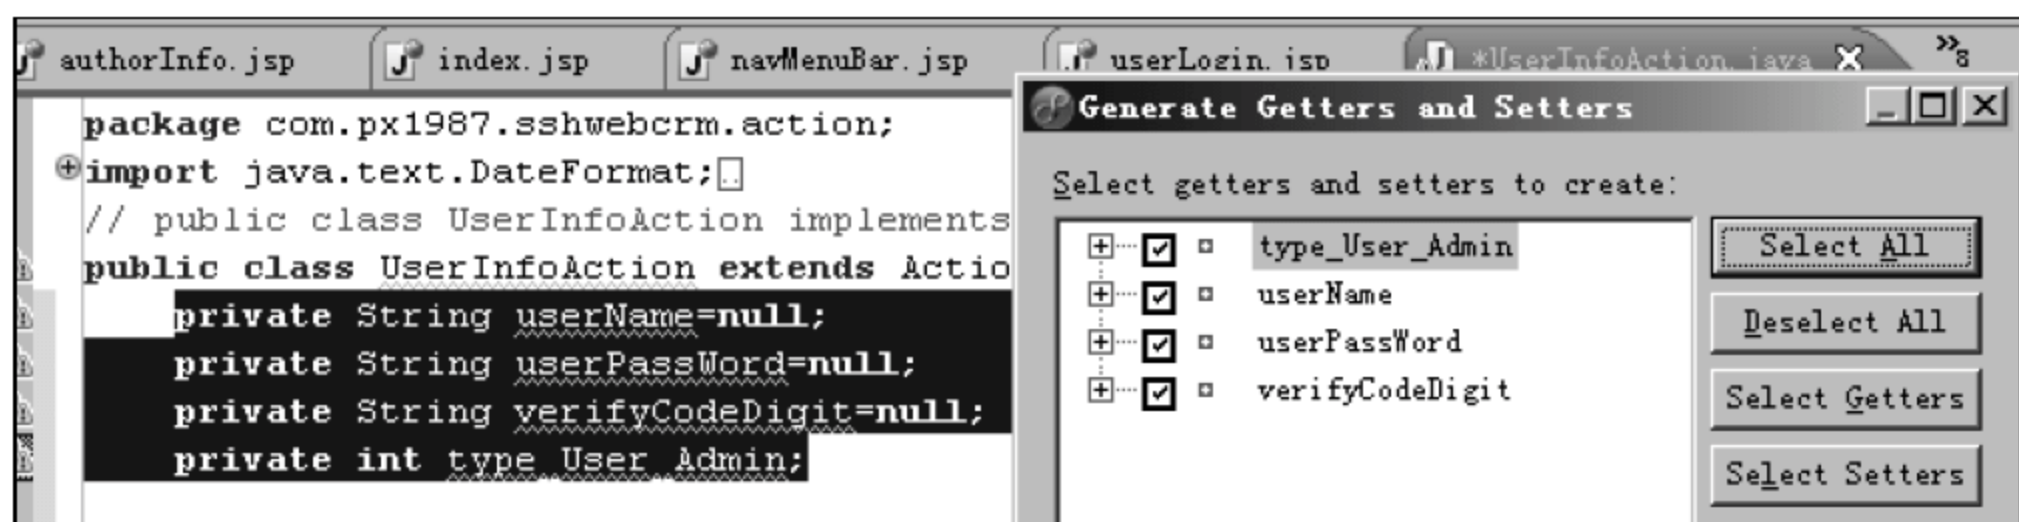 authorInfo.jsp
index.jsp
navMenuBar.jsp
userLogin.jsp
*UserInfoAction.java
»8
package com.px1987.sshwebcrm.action;
import java.text.DateFormat;
// public class UserInfoAction implements
public class UserInfoAction extends Actio
private String userName=null;
private String userPassWord=null;
private String verifyCodeDigit=null;
private int type_User_Admin;
Generate Getters and Setters
Select getters and setters to create:
type_User_Admin
userName
userPassWord
verifyCodeDigit
Select All
Deselect All
Select Getters
Select Setters